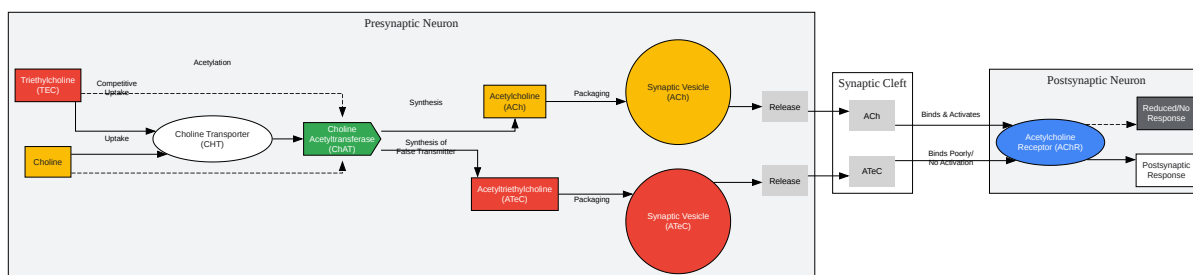 Presynaptic Neuron
Triethylcholine
(TEC)
Competitive
Uptake
Acetylation
Uptake
Choline
Choline Transporter
(CHT)
Choline
Acetyltransferase
(ChAT)
Synthesis
Synthesis of
False Transmitter
Acetylcholine
(ACh)
Acetyltriethylcholine
(ATeC)
Packaging
Packaging
Synaptic Vesicle
(ACh)
Synaptic Vesicle
(ATeC)
Release
Release
Synaptic Cleft
ACh
ATeC
Binds & Activates
Binds Poorly/
No Activation
Postsynaptic Neuron
Acetylcholine
Receptor (AChR)
Reduced/No
Response
Postsynaptic
Response